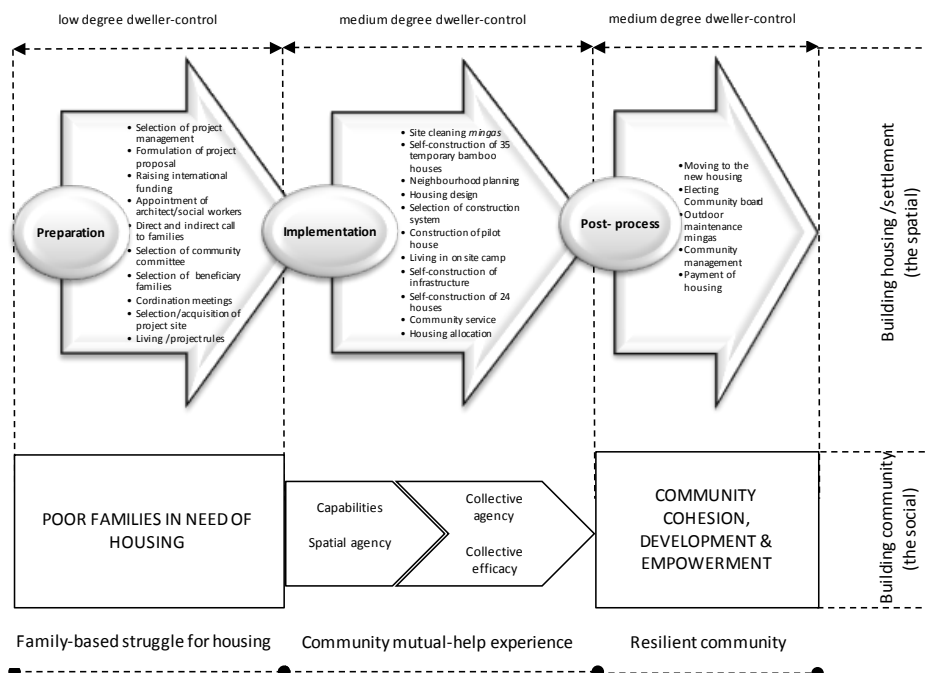 low degree dweller-control
medium degree dweller-control
medium degree dweller-control
Preparation
• Selection of project
management
• Formulation of project
proposal
• Raising international
funding
• Appointment of
architect/social workers
• Direct and indirect call
to families
• Selection of community
committee
• Selection of beneficiary
families
• Cordination meetings
• Selection/acquisition of
project site
• Living /project rules
Implementation
• Site cleaning mingas
• Self-construction of 35
temporary bamboo
houses
• Neighbourhood planning
• Housing design
• Selection of construction
system
• Construction of pilot
house
• Living in on site camp
• Self-construction of
infrastructure
• Self-construction of 24
houses
• Community service
• Housing allocation
Post- process
•Moving to the
new housing
•Electing
Community board
•Outdoor
maintenance
mingas
•Community
management
•Payment of
housing
Building housing /settlement
(the spatial)
POOR FAMILIES IN NEED OF
HOUSING
Capabilities
Spatial agency
Collective
agency
Collective
efficacy
COMMUNITY
COHESION,
DEVELOPMENT &
EMPOWERMENT
Building community
(the social)
Family-based struggle for housing
Community mutual-help experience
Resilient community